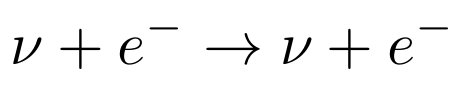 ν + e⁻ → ν + e⁻